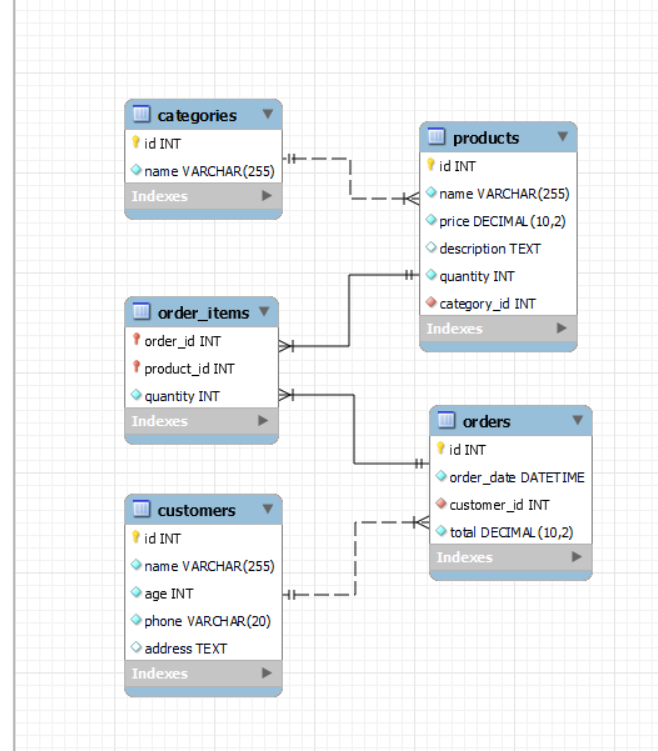 categories
id INT
name VARCHAR(255)
Indexes
products
id INT
name VARCHAR(255)
price DECIMAL(10,2)
description TEXT
quantity INT
category_id INT
Indexes
order_items
order_id INT
product_id INT
quantity INT
Indexes
orders
id INT
order_date DATETIME
customer_id INT
total DECIMAL(10,2)
Indexes
customers
id INT
name VARCHAR(255)
age INT
phone VARCHAR(20)
address TEXT
Indexes